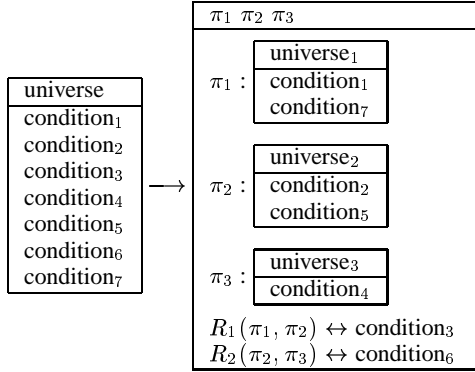 universe
condition₁
condition₂
condition₃
condition₄
condition₅
condition₆
condition₇
→
π₁ π₂ π₃
π₁ :
universe₁
condition₁
condition₇
π₂ :
universe₂
condition₂
condition₅
π₃ :
universe₃
condition₄
R₁(π₁, π₂) ↔ condition₃
R₂(π₂, π₃) ↔ condition₆